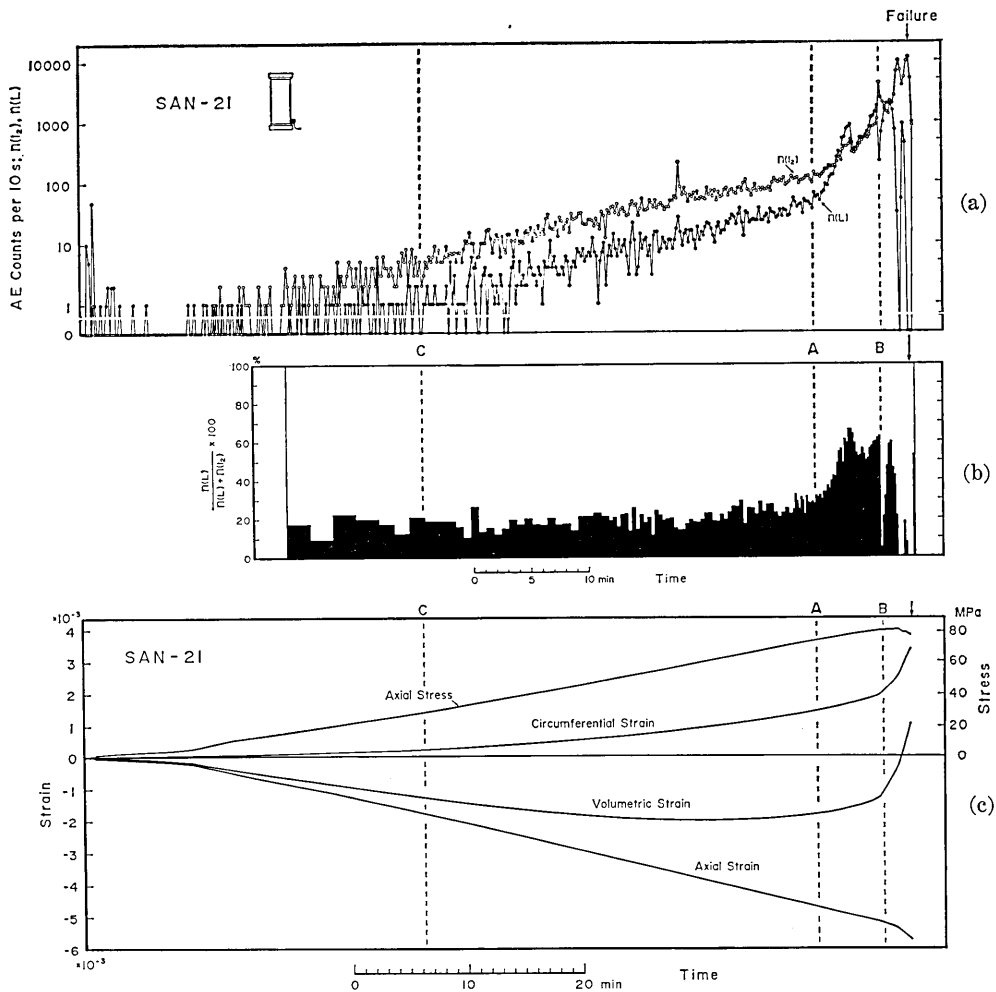 Failure
AE Counts per 10 s; n(I₂), n(L)
10000
1000
100
10
1
0
SAN-21
n(I₂)
n(L)
(a)
C
A
B
%
100
80
60
40
20
0
n(L)
n(L)+n(I₂)
× 100
(b)
0 5 10 min Time
×10⁻³
C
A
B
MPa
4
3
2
1
0
-1
-2
-3
-4
-5
-6
×10⁻³
Strain
SAN-21
Axial Stress
Circumferential Strain
Volumetric Strain
Axial Strain
80
60
40
20
0
Stress
(c)
0 10 20 min Time